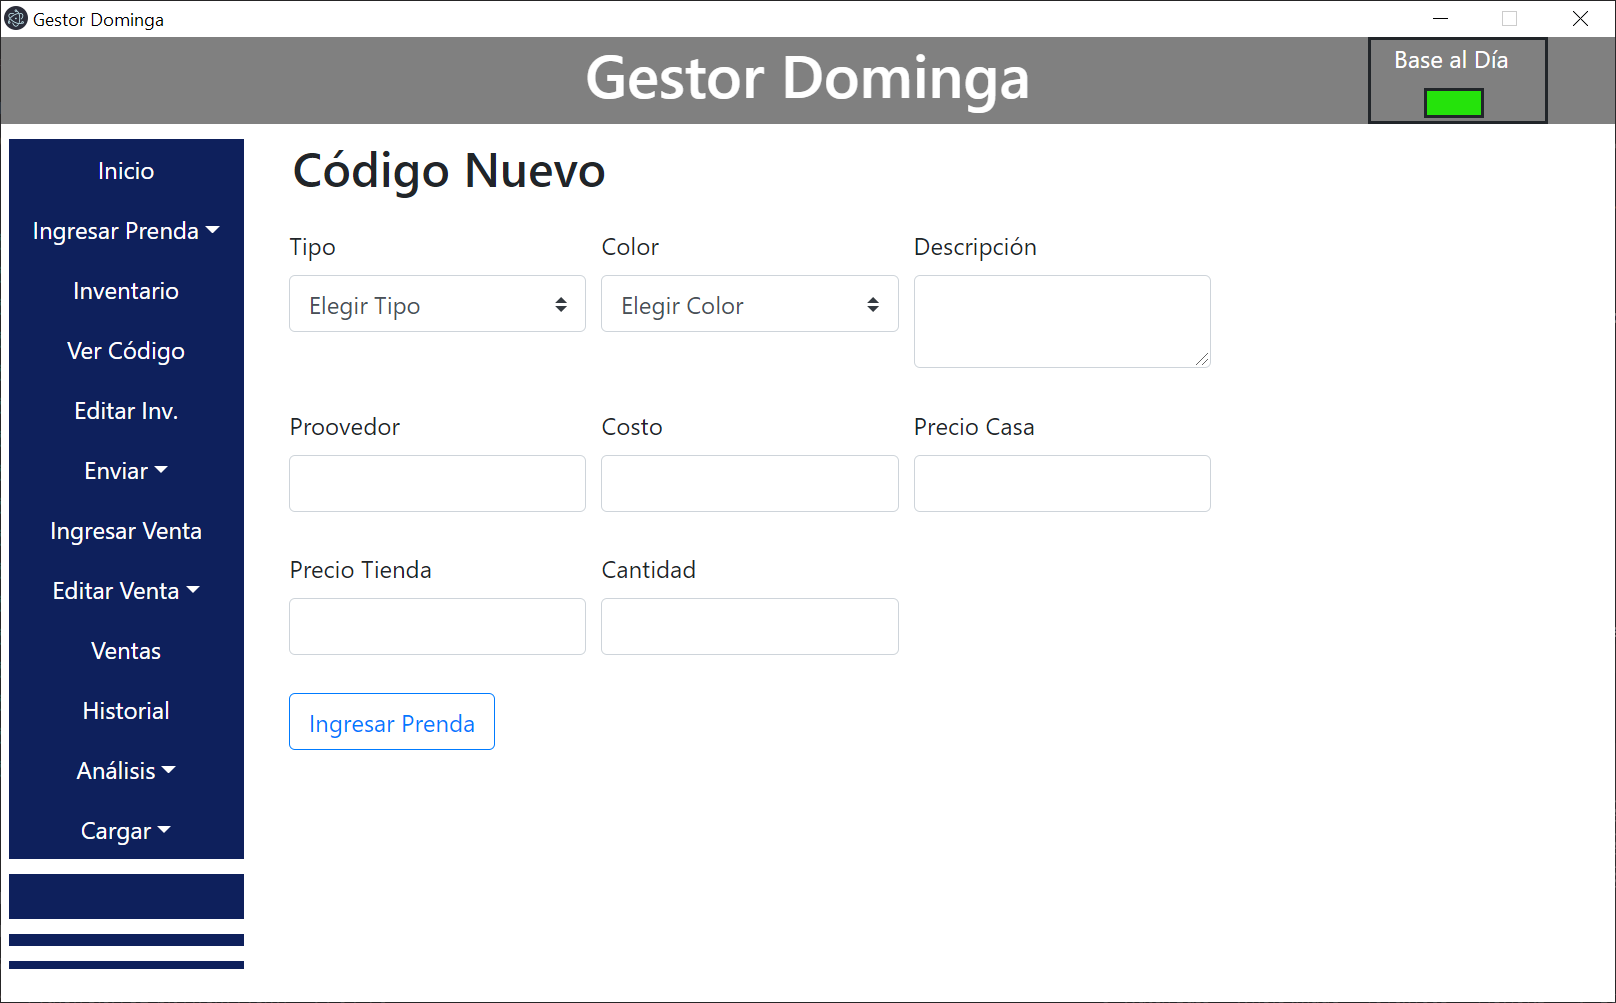 Gestor Dominga
Gestor Dominga
Base al Día
Inicio
Ingresar Prenda
Inventario
Ver Código
Editar Inv.
Enviar
Ingresar Venta
Editar Venta
Ventas
Historial
Análisis
Cargar
Código Nuevo
Tipo Color Descripción
Elegir Tipo Elegir Color
Proovedor Costo Precio Casa
Precio Tienda Cantidad
Ingresar Prenda